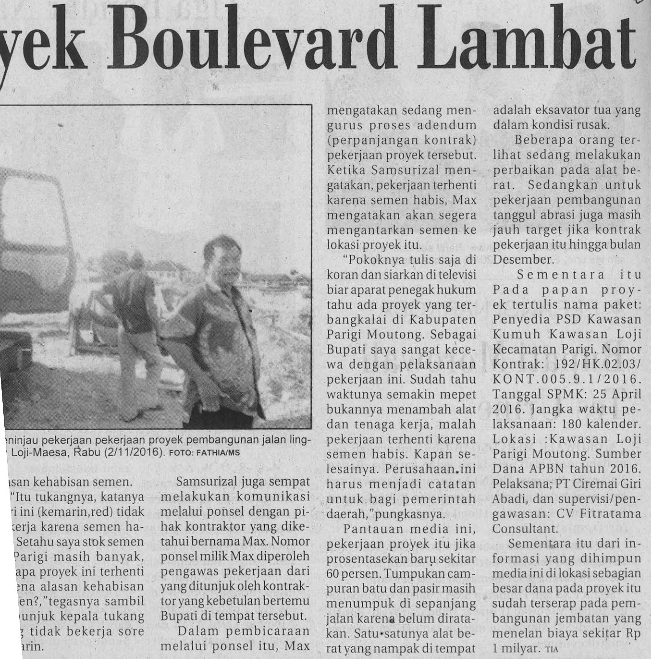 yek Boulevard Lambat
eninjau pekerjaan pekerjaan proyek pembangunan jalan ling-
Loji-Maesa, Rabu (2/11/2016). FOTO: FATHIA/MS
asan kehabisan semen.
"Itu tukangnya, katanya
ri ini (kemarin,red) tidak
kerja karena semen ha-
Setahu saya stok semen
Parigi masih banyak,
apa proyek ini terhenti
ena alasan kehabisan
en?,"tegasnya sambil
unjuk kepala tukang
g tidak bekerja sore
arin.
Samsurizal juga sempat
melakukan komunikasi
melalui ponsel dengan pi-
hak kontraktor yang dike-
tahui bernama Max. Nomor
ponsel milik Max diperoleh
pengawas pekerjaan dari
yang ditunjuk oleh kontrak-
tor yang kebetulan bertemu
Bupati di tempat tersebut.
Dalam pembicaraan
melalui ponsel itu, Max
mengatakan sedang men-
gurus proses adendum
(perpanjangan kontrak)
pekerjaan proyek tersebut.
Ketika Samsurizal men-
gatakan, pekerjaan terhenti
karena semen habis, Max
mengatakan akan segera
mengantarkan semen ke
lokasi proyek itu.
"Pokoknya tulis saja di
koran dan siarkan di televisi
biar aparat penegak hukum
tahu ada proyek yang ter-
bangkalai di Kabupaten
Parigi Moutong. Sebagai
Bupati saya sangat kece-
wa dengan pelaksanaan
pekerjaan ini. Sudah tahu
waktunya semakin mepet
bukannya menambah alat
dan tenaga kerja, malah
pekerjaan terhenti karena
semen habis. Kapan se-
lesainya. Perusahaan ini
harus menjadi catatan
untuk bagi pemerintah
daerah,"pungkasnya.
Pantauan media ini,
pekerjaan proyek itu jika
prosentasekan baru sekitar
60 persen. Tumpukan cam-
puran batu dan pasir masih
menumpuk di sepanjang
jalan karena belum dirata-
kan. Satu-satunya alat be-
rat yang nampak di tempat
adalah eksavator tua yang
dalam kondisi rusak.
Beberapa orang ter-
lihat sedang melakukan
perbaikan pada alat be-
rat. Sedangkan untuk
pekerjaan pembangunan
tanggul abrasi juga masih
jauh target jika kontrak
pekerjaan itu hingga bulan
Desember.
Sementara itu
Pada papan proy-
ek tertulis nama paket:
Penyedia PSD Kawasan
Kumuh Kawasan Loji
Kecamatan Parigi. Nomor
Kontrak: 192/HK.02.03/
KONT.005.9.1/2016.
Tanggal SPMK: 25 April
2016. Jangka waktu pe-
laksanaan: 180 kalender.
Lokasi :Kawasan Loji
Parigi Moutong. Sumber
Dana APBN tahun 2016.
Pelaksana; PT Ciremai Giri
Abadi, dan supervisi/pen-
gawasan: CV Fitratama
Consultant.
Sementara itu dari in-
formasi yang dihimpun
media ini di lokasi sebagian
besar dana pada proyek itu
sudah terserap pada pem-
bangunan jembatan yang
menelan biaya sekitar Rp
1 milyar. TIA